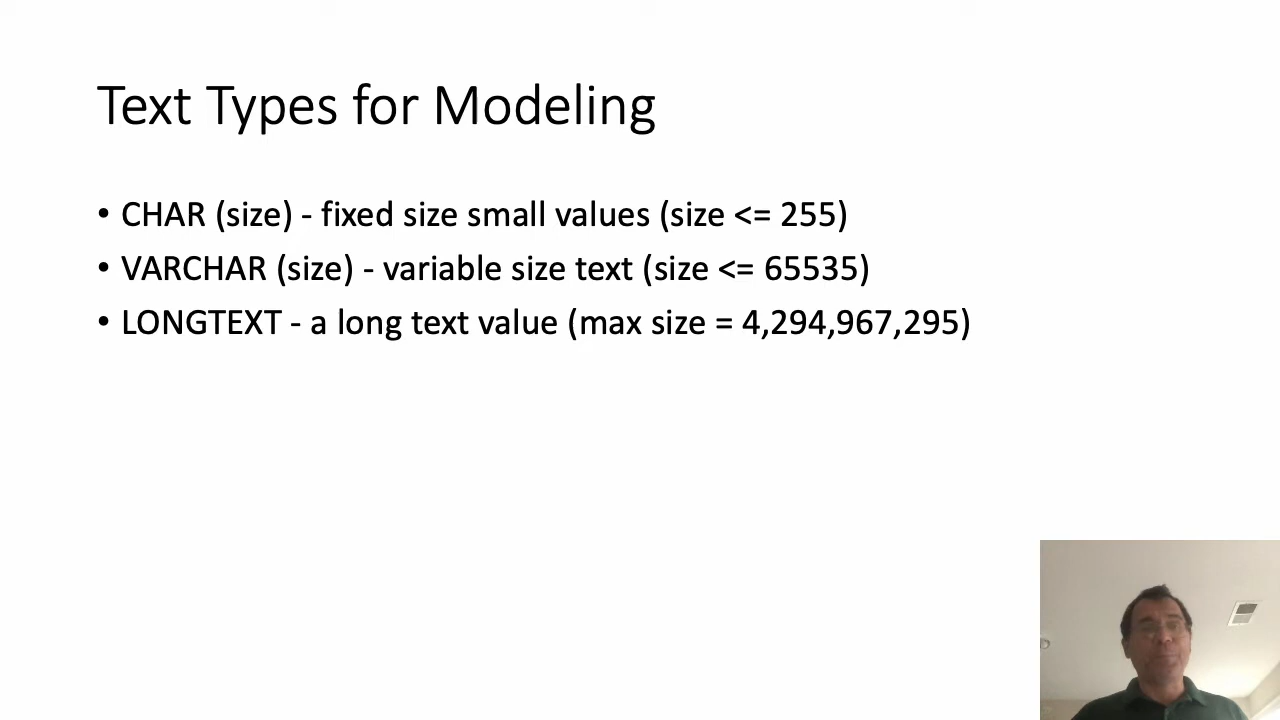 Text Types for Modeling
• CHAR (size) - fixed size small values (size <= 255)
• VARCHAR (size) - variable size text (size <= 65535)
• LONGTEXT - a long text value (max size = 4,294,967,295)